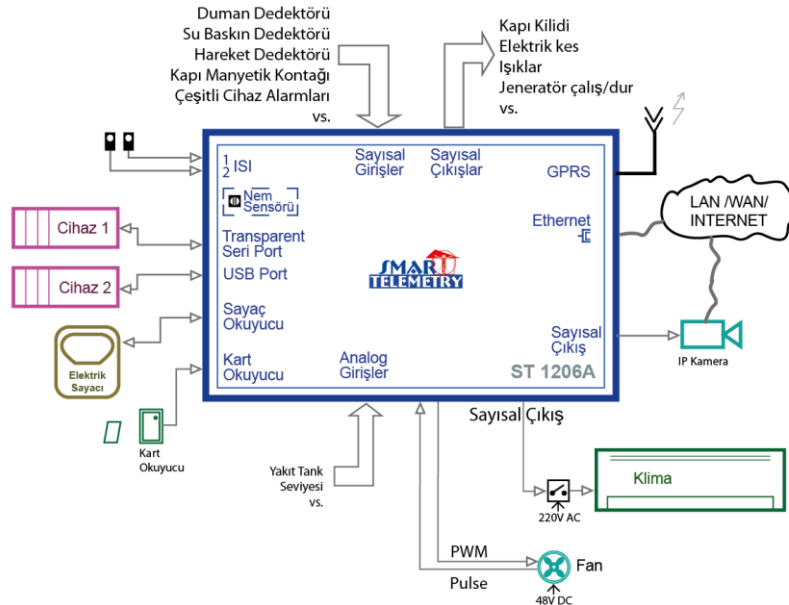 Duman Dedektörü
Su Baskın Dedektörü
Hareket Dedektörü
Kapı Manyetik Kontağı
Çeşitli Cihaz Alarmları
vs.
Kapı Kilidi
Elektrik kes
Işıklar
Jeneratör çalış/dur
vs.
1
2 ISI
Sayısal
Girişler
Sayısal
Çıkışlar
GPRS
Nem
Sensörü
Ethernet
LAN /WAN/
INTERNET
Cihaz 1
Transparent
Seri Port
Cihaz 2
USB Port
SMART
TELEMETRY
Sayaç
Okuyucu
Elektrik
Sayacı
Sayısal
Çıkış
IP Kamera
Kart
Okuyucu
Analog
Girişler
ST 1206A
Kart
Okuyucu
Sayısal Çıkış
Yakıt Tank
Seviyesi
vs.
Klima
220V AC
PWM
Pulse
Fan
48V DC